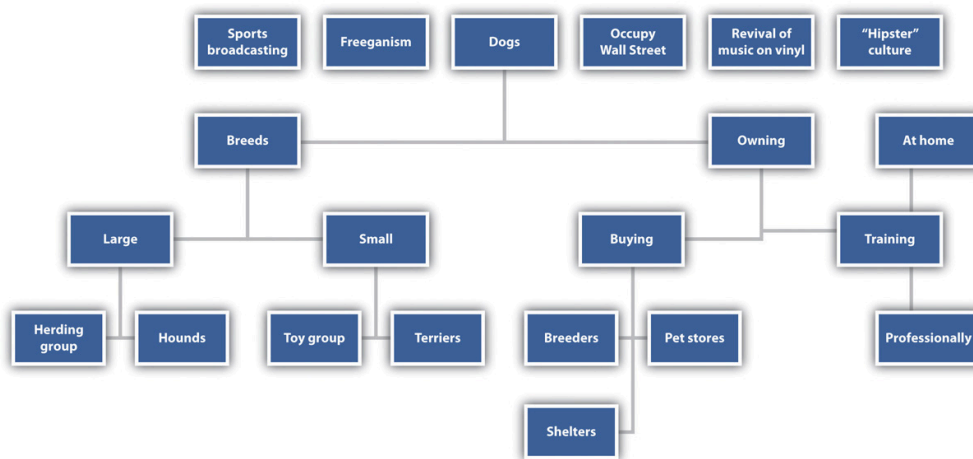 Sports
broadcasting
Freeganism
Dogs
Occupy
Wall Street
Revival of
music on vinyl
“Hipster”
culture
Breeds
Owning
At home
Large
Small
Buying
Training
Herding
group
Hounds
Toy group
Terriers
Breeders
Pet stores
Professionally
Shelters